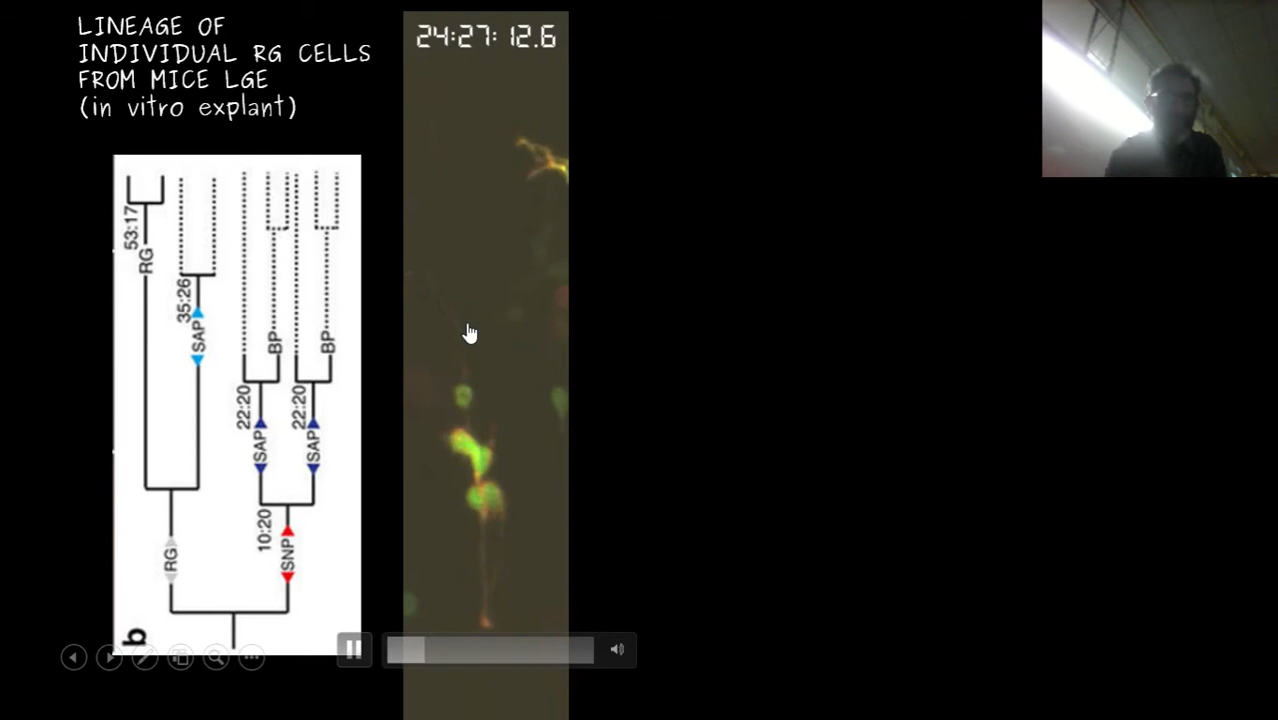 LINEAGE OF
INDIVIDUAL RG CELLS
FROM MICE LGE
(in vitro explant)
24:27:12.6
53:17
RG
35:26
SAP
22:20
BP
22:20
BP
SAP
SAP
10:20
RG
SNP
b